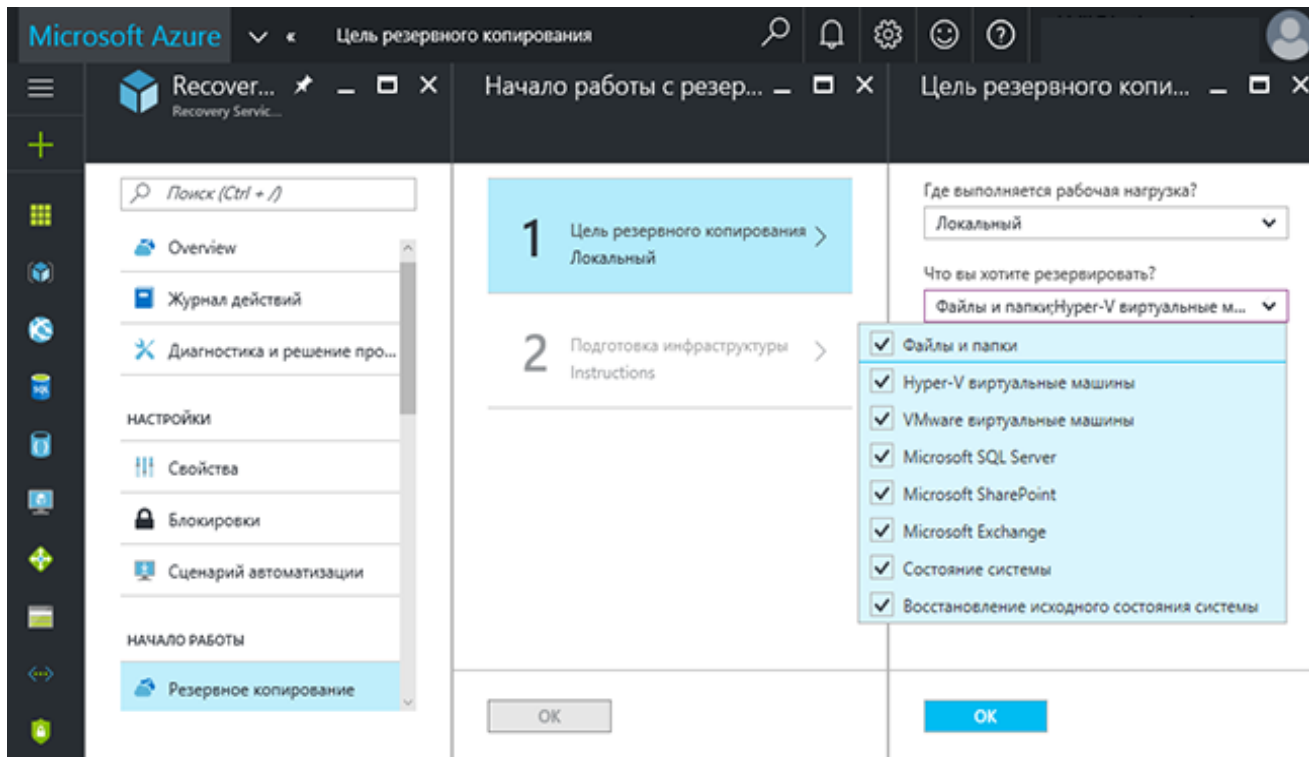 Microsoft Azure
Цель резервного копирования
Recover...
Recovery Servic...
Поиск (Ctrl + /)
Overview
Журнал действий
Диагностика и решение про...
НАСТРОЙКИ
Свойства
Блокировки
Сценарий автоматизации
НАЧАЛО РАБОТЫ
Резервное копирование
Начало работы с резер...
1
Цель резервного копирования
Локальный
2
Подготовка инфраструктуры
Instructions
OK
Цель резервного копи...
Где выполняется рабочая нагрузка?
Локальный
Что вы хотите резервировать?
Файлы и папки;Hyper-V виртуальные м...
Файлы и папки
Hyper-V виртуальные машины
VMware виртуальные машины
Microsoft SQL Server
Microsoft SharePoint
Microsoft Exchange
Состояние системы
Восстановление исходного состояния системы
OK